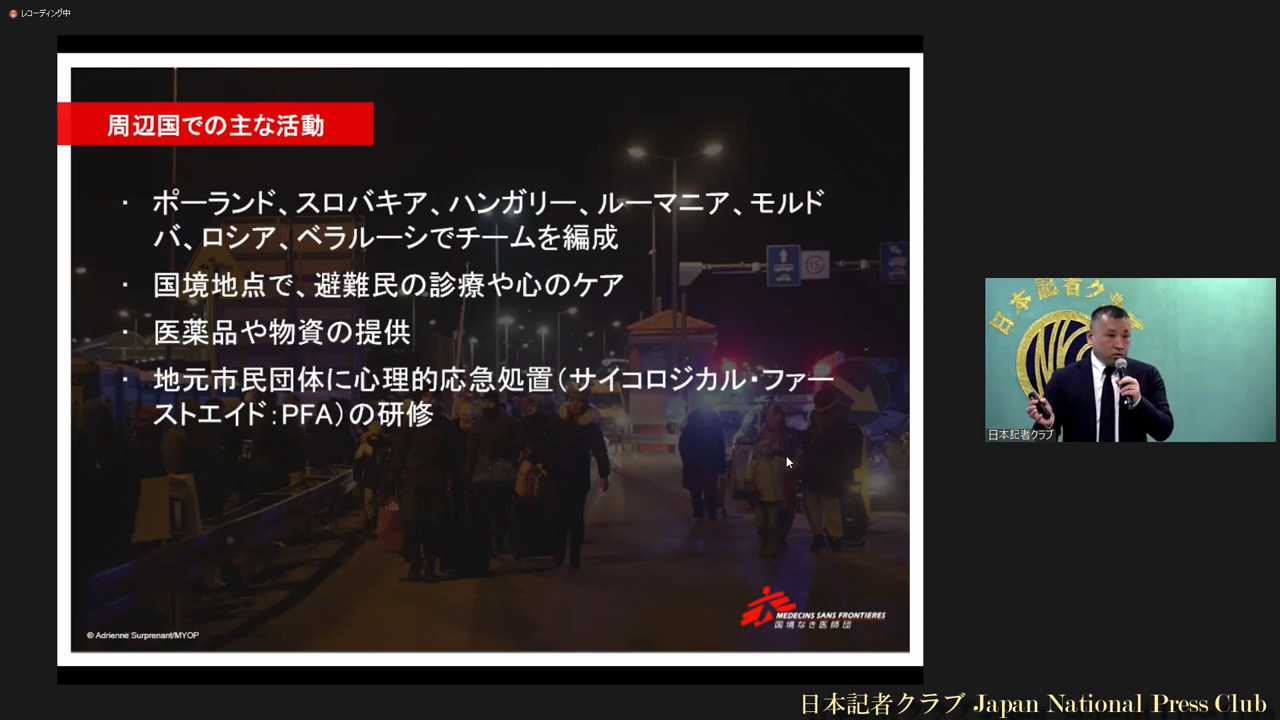 レコーディング中
周辺国での主な活動
・ ポーランド、スロバキア、ハンガリー、ルーマニア、モルド
バ、ロシア、ベラルーシでチームを編成
・ 国境地点で、避難民の診療や心のケア
・ 医薬品や物資の提供
・ 地元市民団体に心理的応急処置(サイコロジカル・ファー
ストエイド:PFA)の研修
MEDECINS SANS FRONTIERES
国境なき医師団
© Adrienne Surprenant/MYOP
日本記者クラブ
日本記者クラブ
日本記者クラブ Japan National Press Club